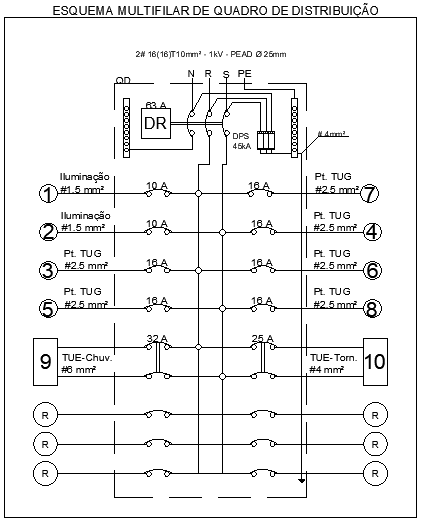 ESQUEMA MULTIFILAR DE QUADRO DE DISTRIBUIÇÃO
2# 16(16)T10mm² - 1kV - PEAD Ø 25mm
N R S PE
QD
63 A
DR
DPS
45kA
# 4mm²
Iluminação
1 #1.5 mm² 10 A 16 A Pt. TUG #2.5 mm² 7
Iluminação
2 #1.5 mm² 10 A 16 A Pt. TUG #2.5 mm² 4
Pt. TUG
3 #2.5 mm² 16 A 16 A Pt. TUG #2.5 mm² 6
Pt. TUG
5 #2.5 mm² 16 A 16 A Pt. TUG #2.5 mm² 8
32 A 25 A
9 TUE-Chuv. TUE-Torn. 10
#6 mm² #4 mm²
R R
R R
R R